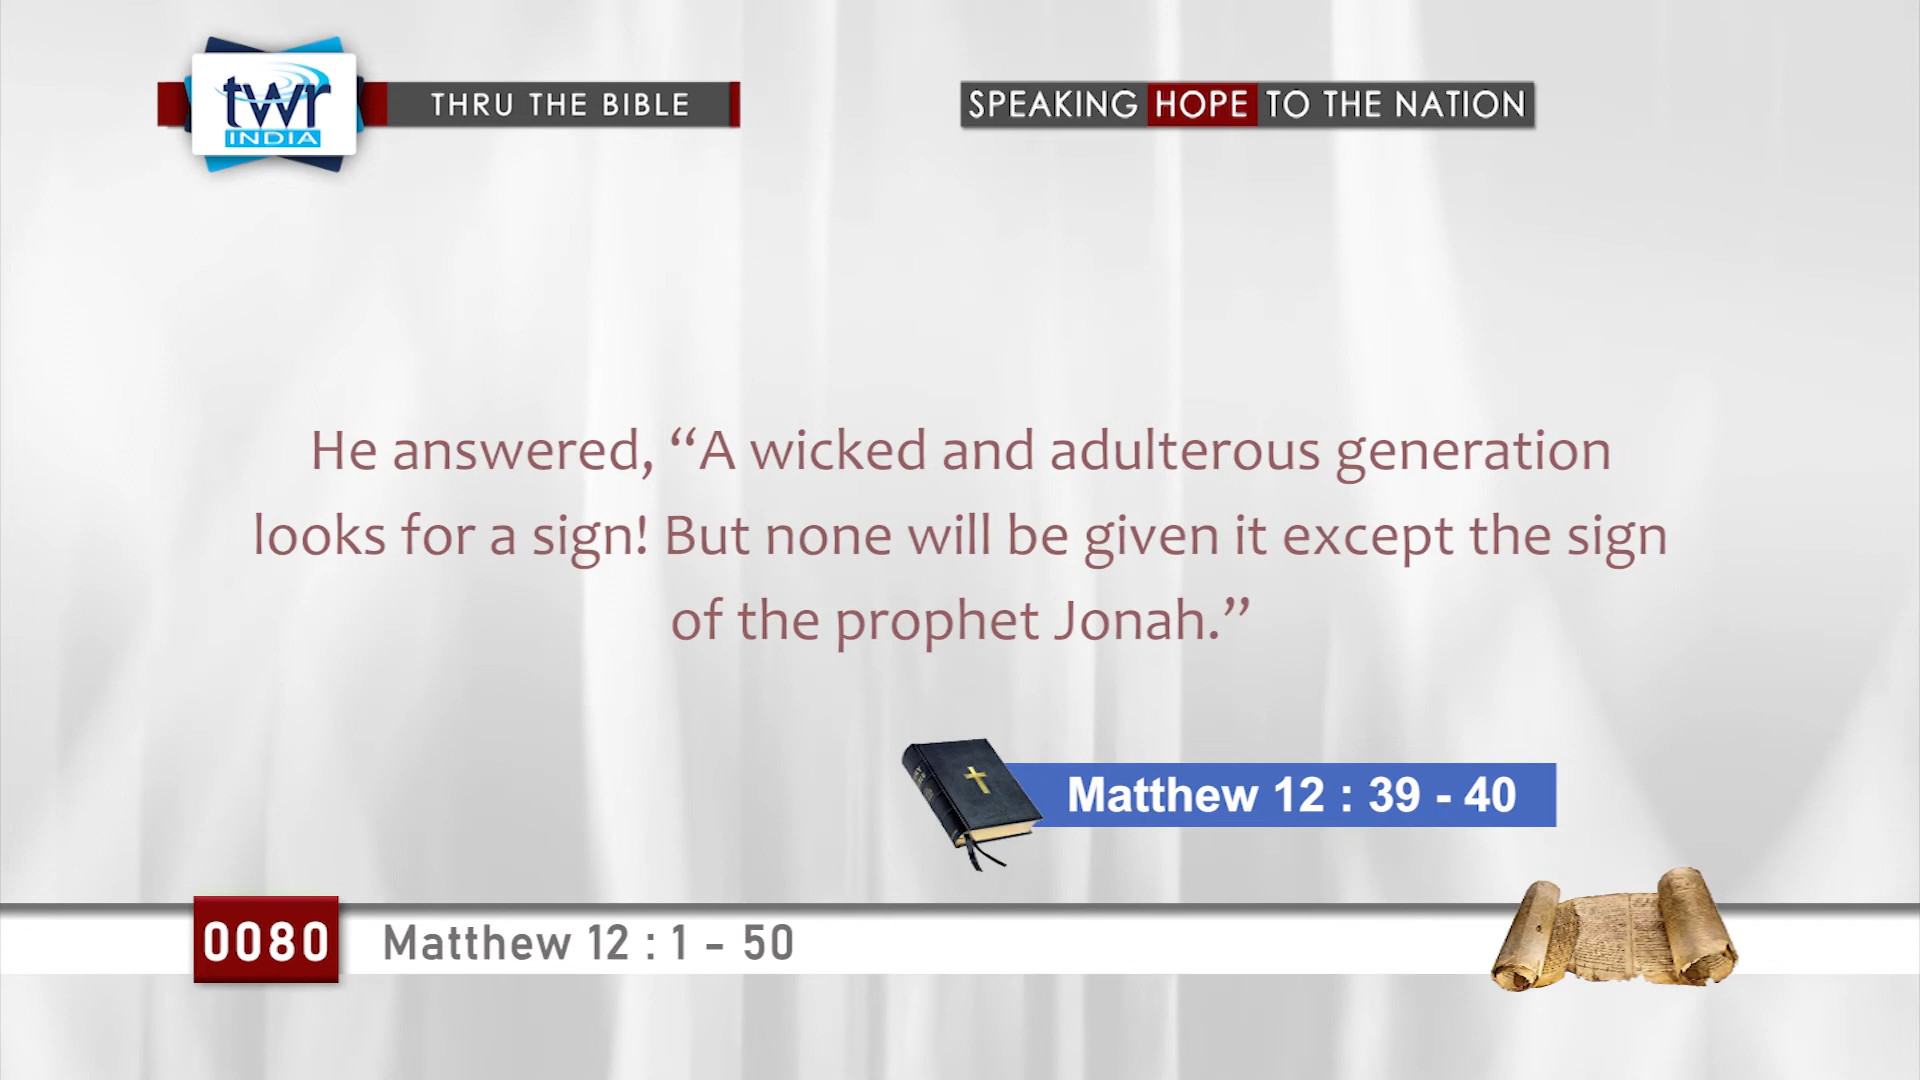 twr
INDIA
THRU THE BIBLE
SPEAKING HOPE TO THE NATION
He answered, “A wicked and adulterous generation
looks for a sign! But none will be given it except the sign
of the prophet Jonah.”
Matthew 12 : 39 - 40
0080
Matthew 12 : 1 - 50